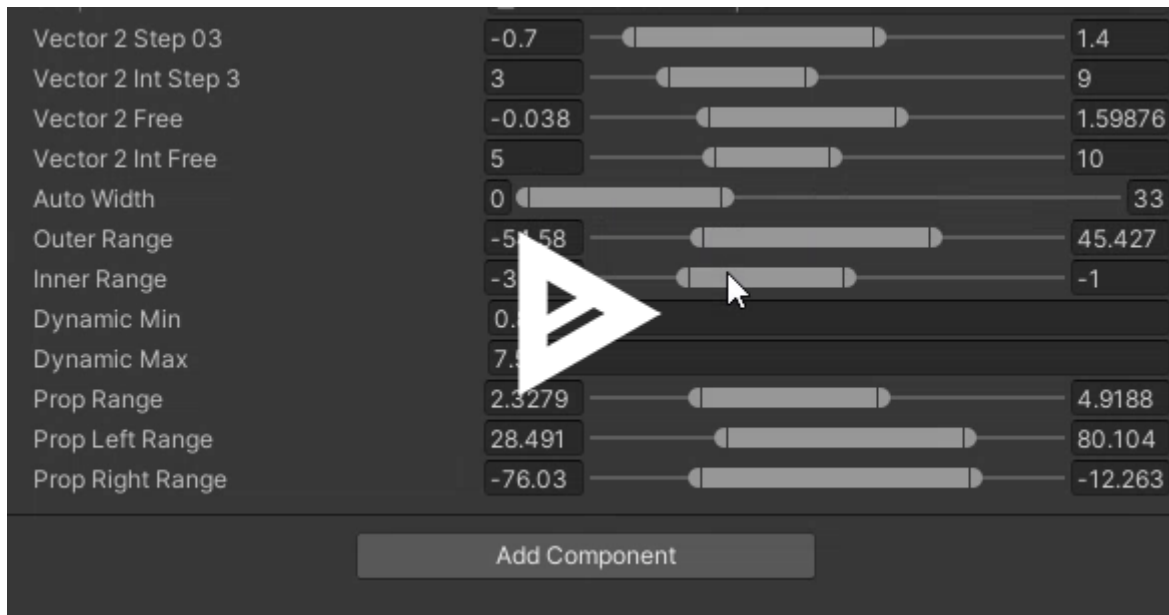 Vector 2 Step 03 -0.7 1.4
Vector 2 Int Step 3 3 9
Vector 2 Free -0.038 1.59876
Vector 2 Int Free 5 10
Auto Width 0 33
Outer Range 45.427
Inner Range -1
Dynamic Min
Dynamic Max
Prop Range 2.3279 4.9188
Prop Left Range 28.491 80.104
Prop Right Range -76.03 -12.263
Add Component